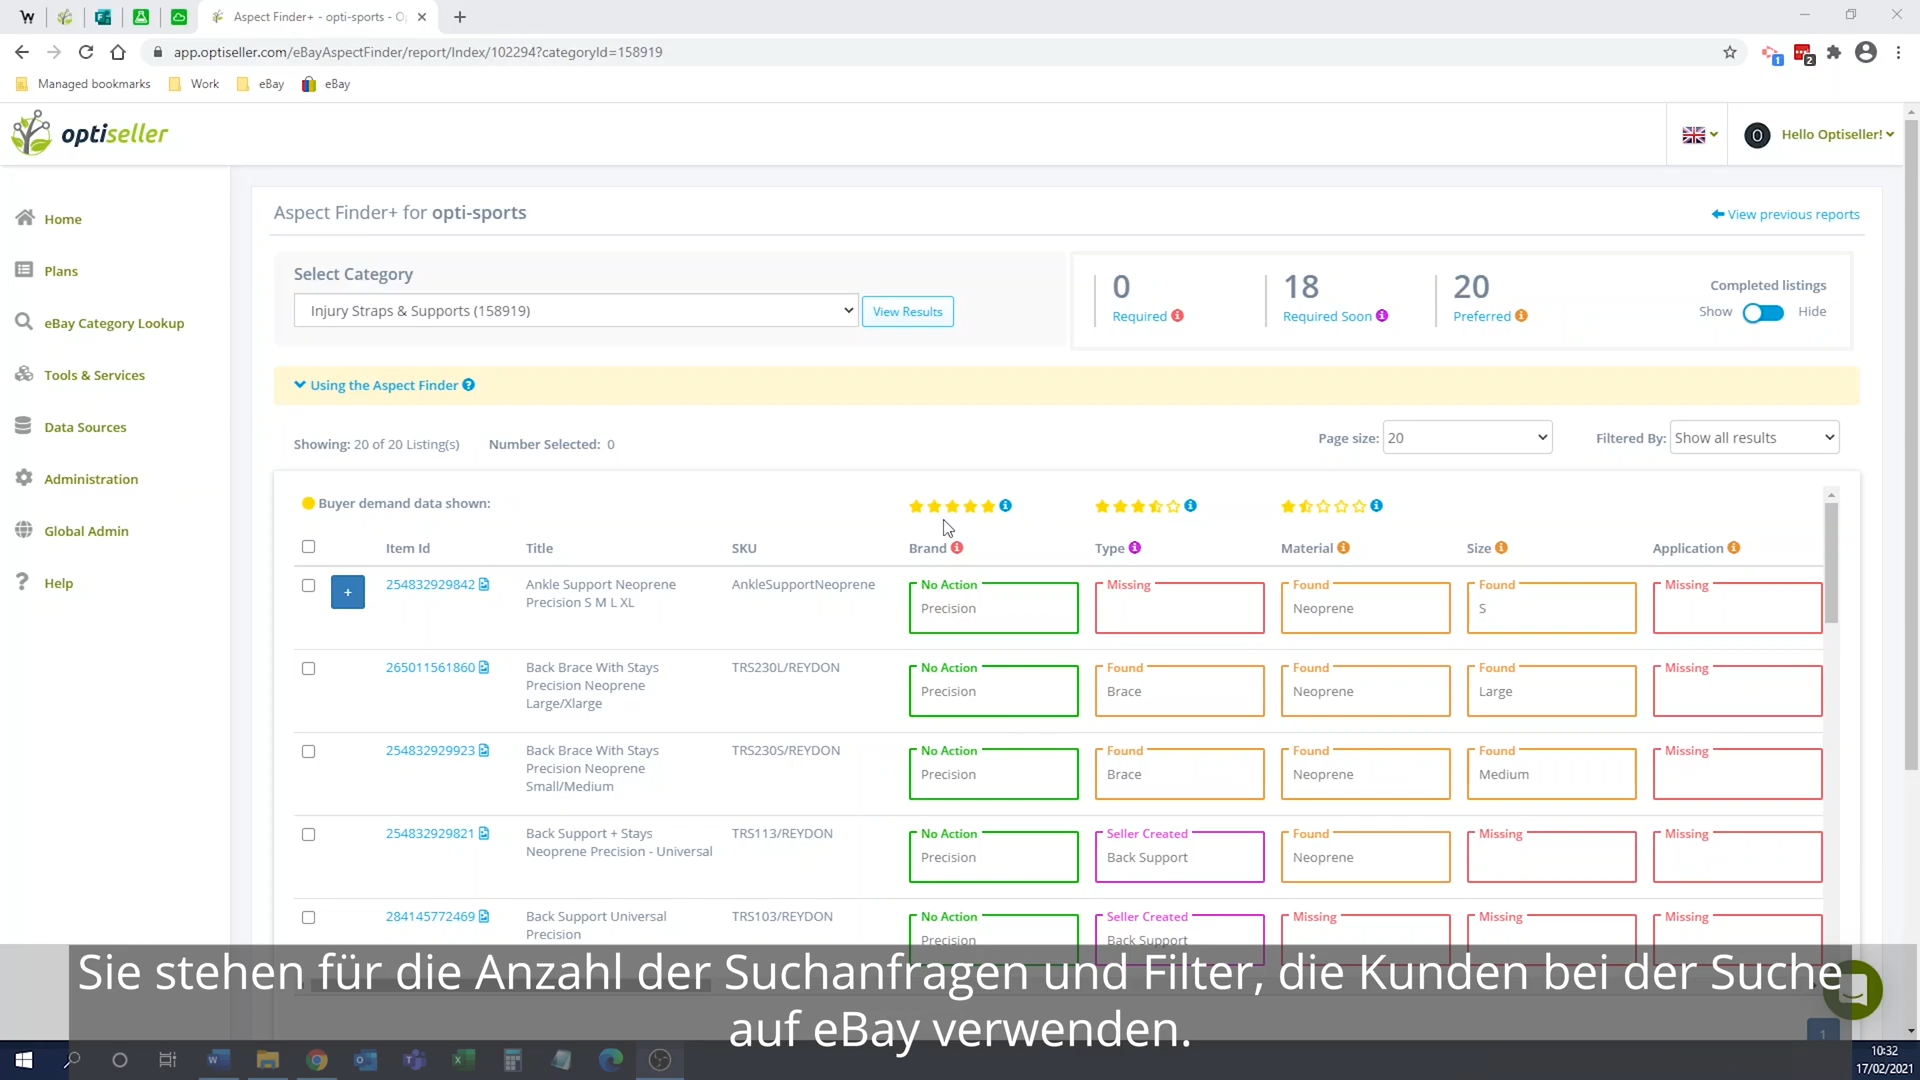 Aspect Finder+ - opti-sports - O
app.optiseller.com/eBayAspectFinder/report/Index/102294?categoryId=158919
1
2
Managed bookmarks
Work
eBay
eBay
optiseller
O
Hello Optiseller!
Home
Plans
eBay Category Lookup
Tools & Services
Data Sources
Administration
Global Admin
Help
Aspect Finder+ for opti-sports
View previous reports
Select Category
Injury Straps & Supports (158919)
View Results
0
Required
18
Required Soon
20
Preferred
Completed listings
Show
Hide
Using the Aspect Finder
Showing: 20 of 20 Listing(s)
Number Selected: 0
Page size: 20
Filtered By: Show all results
Buyer demand data shown:
Item Id
Title
SKU
Brand
Type
Material
Size
Application
+
254832929842
Ankle Support Neoprene
Precision S M L XL
AnkleSupportNeoprene
No Action
Precision
Missing
Found
Neoprene
Found
S
Missing
265011561860
Back Brace With Stays
Precision Neoprene
Large/Xlarge
TRS230L/REYDON
No Action
Precision
Found
Brace
Found
Neoprene
Found
Large
Missing
254832929923
Back Brace With Stays
Precision Neoprene
Small/Medium
TRS230S/REYDON
No Action
Precision
Found
Brace
Found
Neoprene
Found
Medium
Missing
254832929821
Back Support + Stays
Neoprene Precision - Universal
TRS113/REYDON
No Action
Precision
Seller Created
Back Support
Found
Neoprene
Missing
Missing
284145772469
Back Support Universal
Precision
TRS103/REYDON
No Action
Precision
Seller Created
Back Support
Missing
Missing
Missing
Sie stehen für die Anzahl der Suchanfragen und Filter, die Kunden bei der Suche
auf eBay verwenden.
1
10:32
17/02/2021